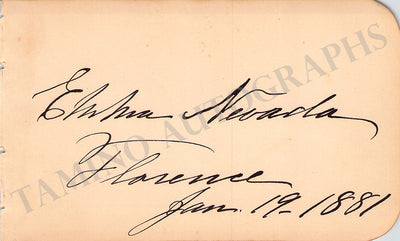 Emma Nevada
Florence
Jan. 19 - 1881
TAMINO AUTOGRAPHS